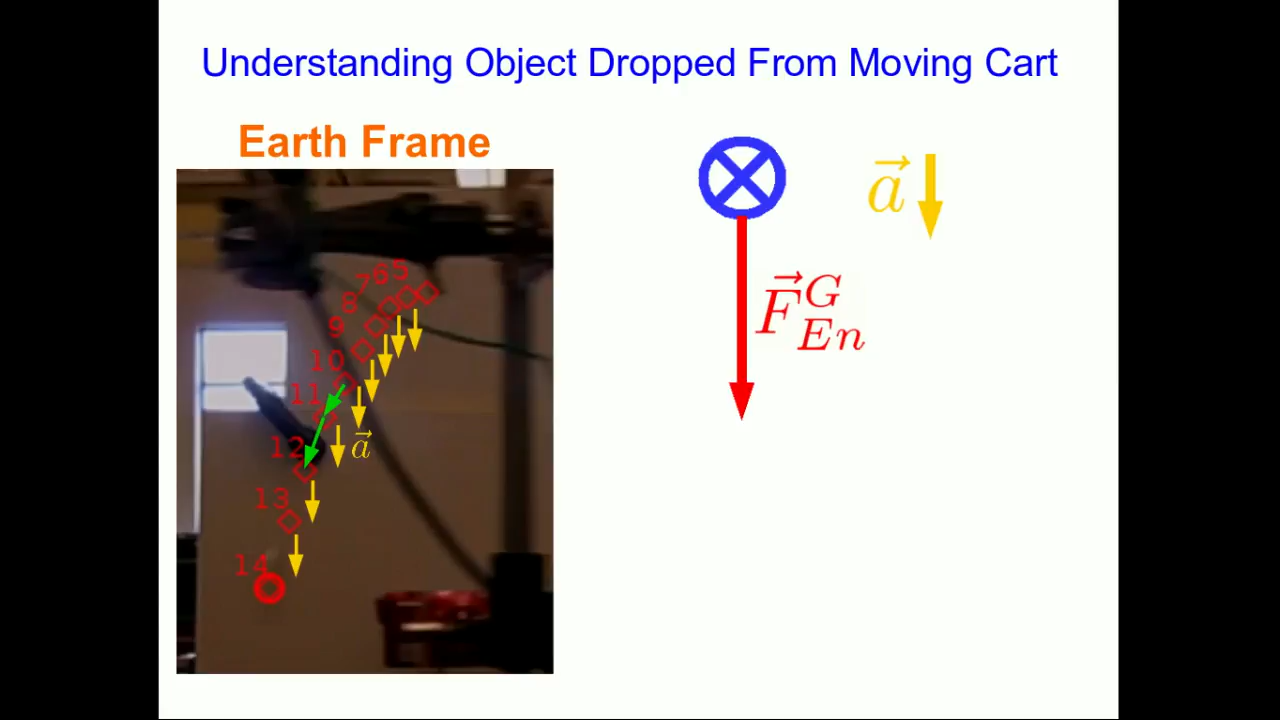 Understanding Object Dropped From Moving Cart
Earth Frame
5
6
7
8
9
10
11
12
13
14
a
a
F G En